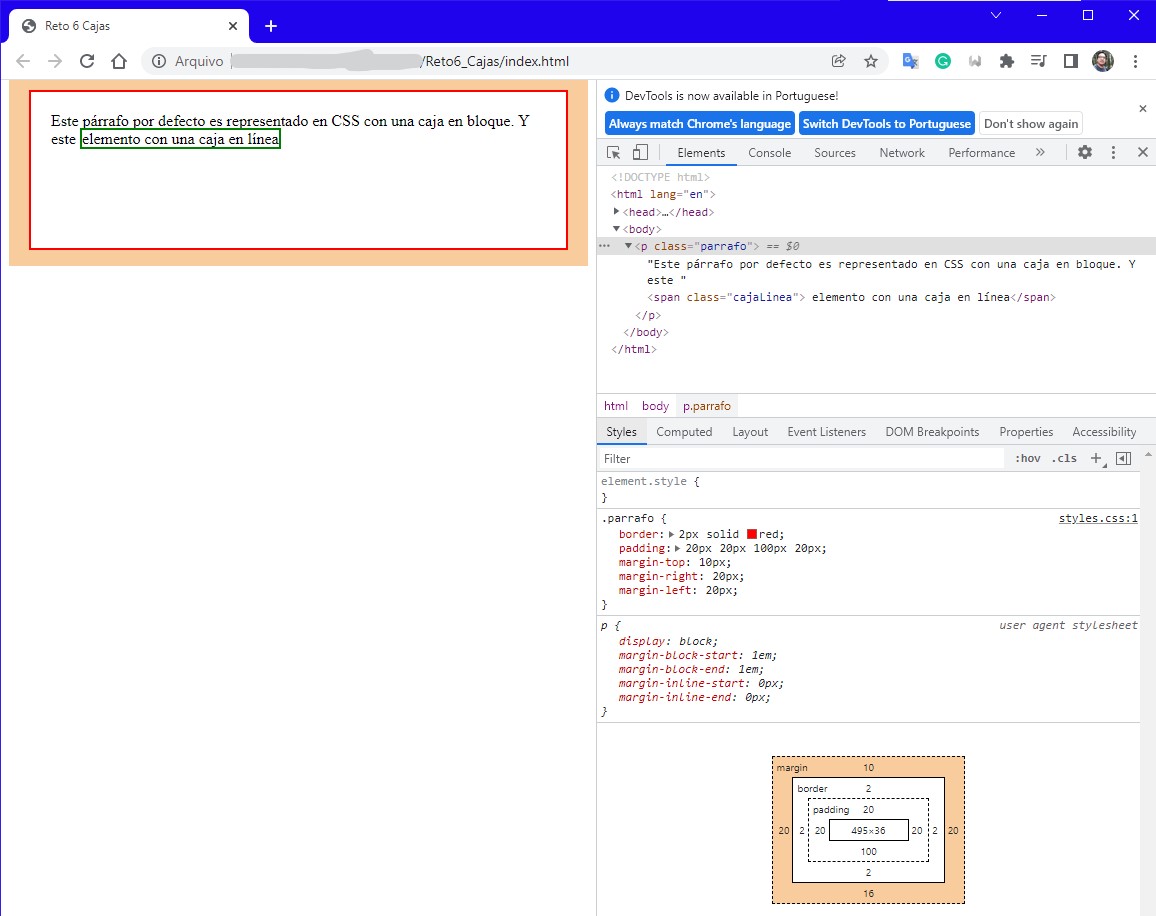 Reto 6 Cajas
Arquivo /Reto6_Cajas/index.html
Este párrafo por defecto es representado en CSS con una caja en bloque. Y
este elemento con una caja en línea
DevTools is now available in Portuguese!
Always match Chrome's language Switch DevTools to Portuguese Don't show again
Elements Console Sources Network Performance »
<!DOCTYPE html>
<html lang="en">
<head>…</head>
<body>
<p class="parrafo"> == $0
"Este párrafo por defecto es representado en CSS con una caja en bloque. Y
este "
<span class="cajaLinea"> elemento con una caja en línea</span>
</p>
</body>
</html>
html body p.parrafo
Styles Computed Layout Event Listeners DOM Breakpoints Properties Accessibility
Filter :hov .cls +
element.style {
}
.parrafo { styles.css:1
border: 2px solid red;
padding: 20px 20px 100px 20px;
margin-top: 10px;
margin-right: 20px;
margin-left: 20px;
}
p { user agent stylesheet
display: block;
margin-block-start: 1em;
margin-block-end: 1em;
margin-inline-start: 0px;
margin-inline-end: 0px;
}
margin 10
border 2
padding 20
20 2 20 495×36 20 2 20
100
2
16